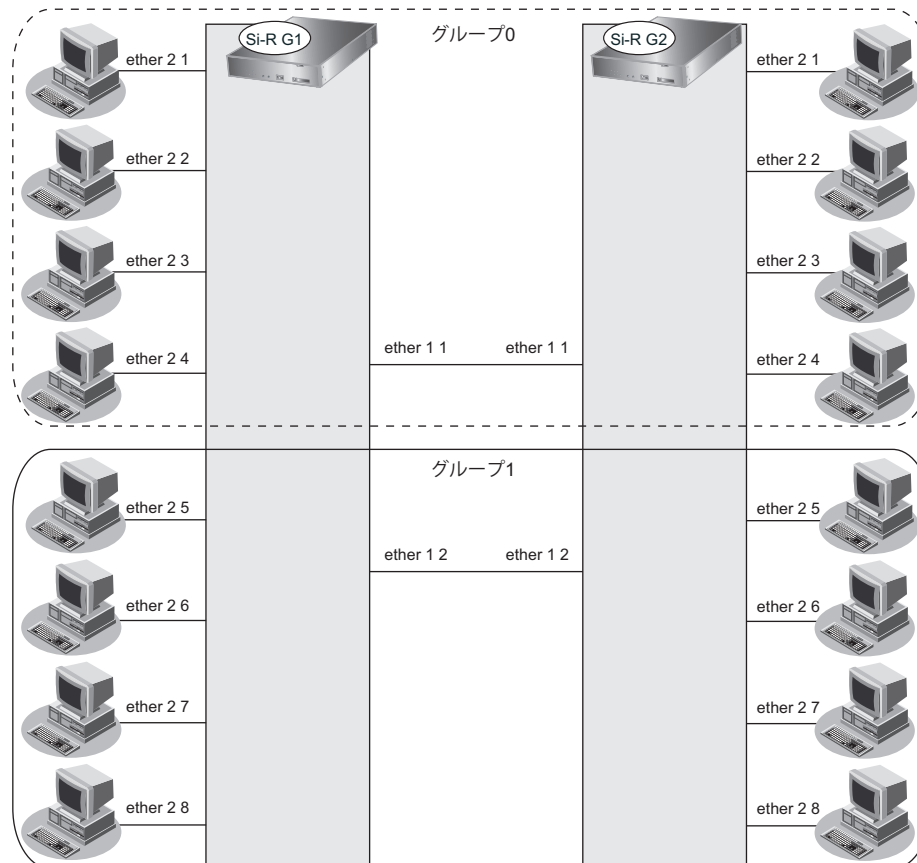 Si-R G1
グループ0
Si-R G2
ether 2 1
ether 2 1
ether 2 2
ether 2 2
ether 2 3
ether 2 3
ether 2 4
ether 1 1
ether 1 1
ether 2 4
グループ1
ether 2 5
ether 2 5
ether 1 2
ether 1 2
ether 2 6
ether 2 6
ether 2 7
ether 2 7
ether 2 8
ether 2 8